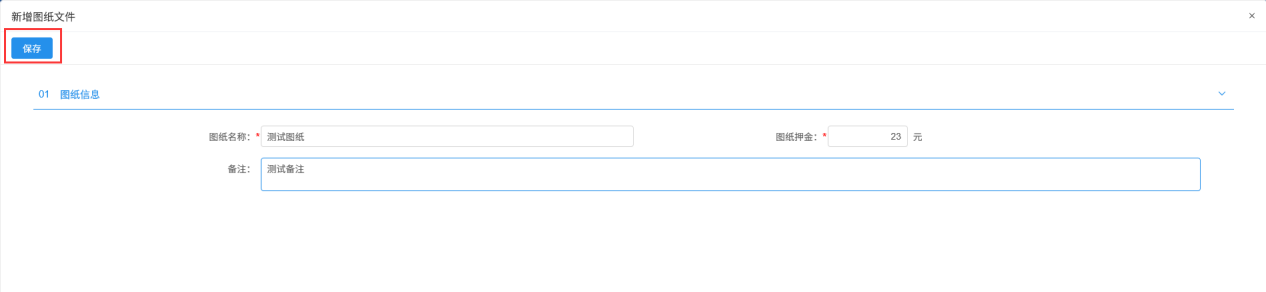 新增图纸文件 ×
保存
01 图纸信息
图纸名称：* 测试图纸 图纸押金：* 23 元
备注： 测试备注